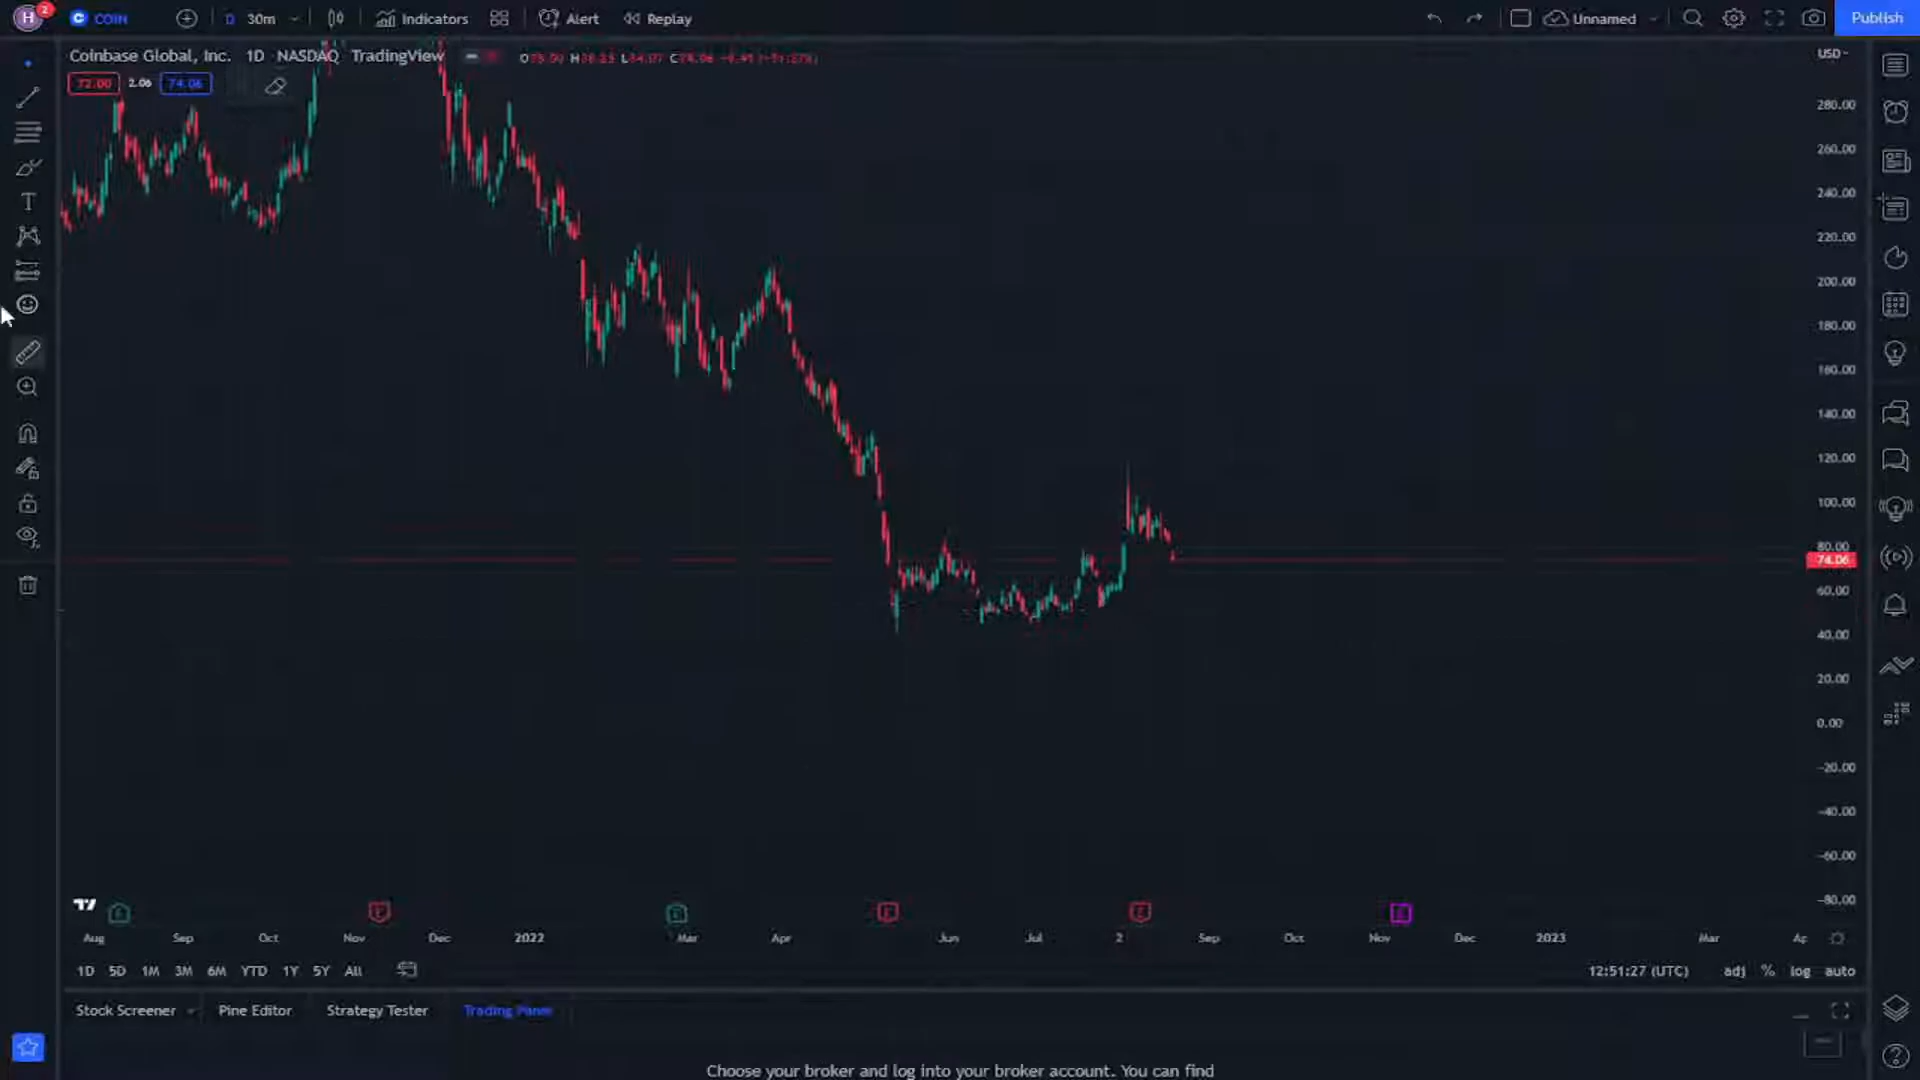 H 2 COIN D 30m Indicators Alert Replay Unnamed Publish
Coinbase Global, Inc. 1D NASDAQ TradingView
72.00 2.06 74.06
T
USD
280.00
260.00
240.00
220.00
200.00
180.00
160.00
140.00
120.00
100.00
80.00
74.06
60.00
40.00
20.00
0.00
-20.00
-40.00
-60.00
-80.00
Aug Sep Oct Nov Dec 2022 Mar Apr Jun Jul 2 Sep Oct Nov Dec 2023 Mar Ap
1D 5D 1M 3M 6M YTD 1Y 5Y All 12:51:27 (UTC) adj % log auto
Stock Screener Pine Editor Strategy Tester Trading Panel
Choose your broker and log into your broker account. You can find